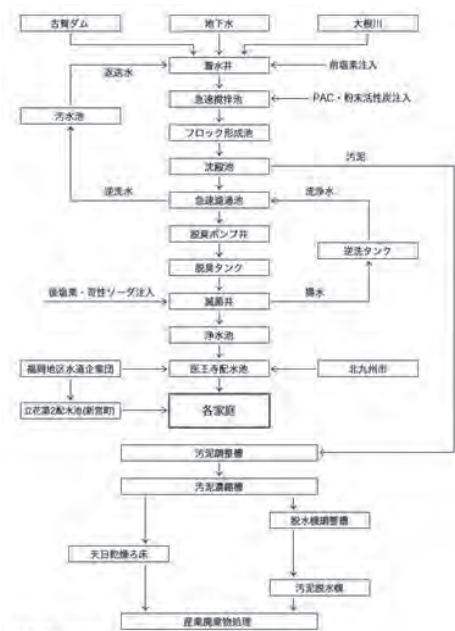 古賀ダム
地下水
大根川
返送水
着水井
前塩素注入
急速撹拌池
PAC・粉末活性炭注入
汚水池
フロック形成池
沈殿池
汚泥
逆洗水
急速濾過池
洗浄水
脱臭ポンプ井
逆洗タンク
脱臭タンク
後塩素・苛性ソーダ注入
滅菌井
揚水
浄水池
福岡地区水道企業団
医王寺配水池
北九州市
立花第2配水池(新宮町)
各家庭
汚泥調整槽
汚泥濃縮槽
脱水機調整槽
天日乾燥ろ床
汚泥脱水機
産業廃棄物処理